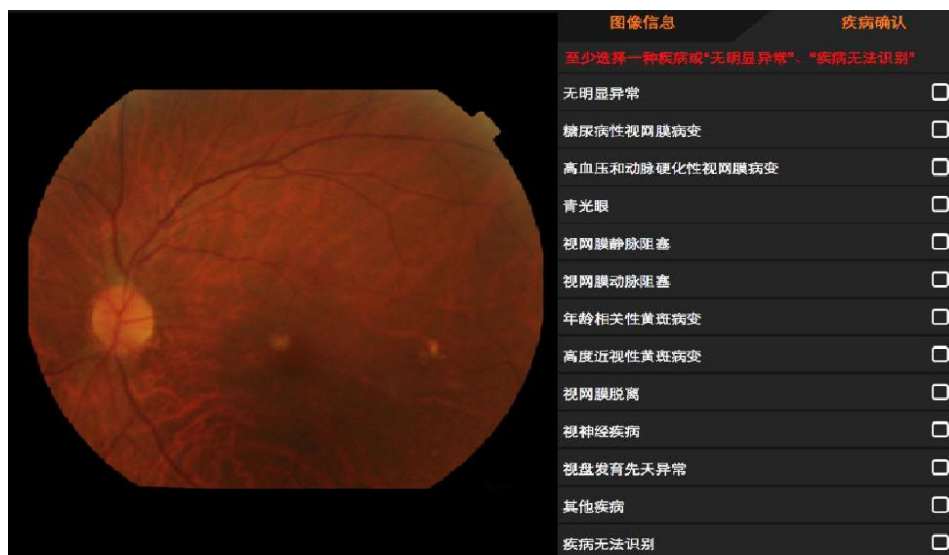 图像信息
疾病确认
至少选择一种疾病或"无明显异常"、"疾病无法识别"
无明显异常
糖尿病性视网膜病变
高血压和动脉硬化性视网膜病变
青光眼
视网膜静脉阻塞
视网膜动脉阻塞
年龄相关性黄斑病变
高度近视性黄斑病变
视网膜脱离
视神经疾病
视盘发育先天异常
其他疾病
疾病无法识别